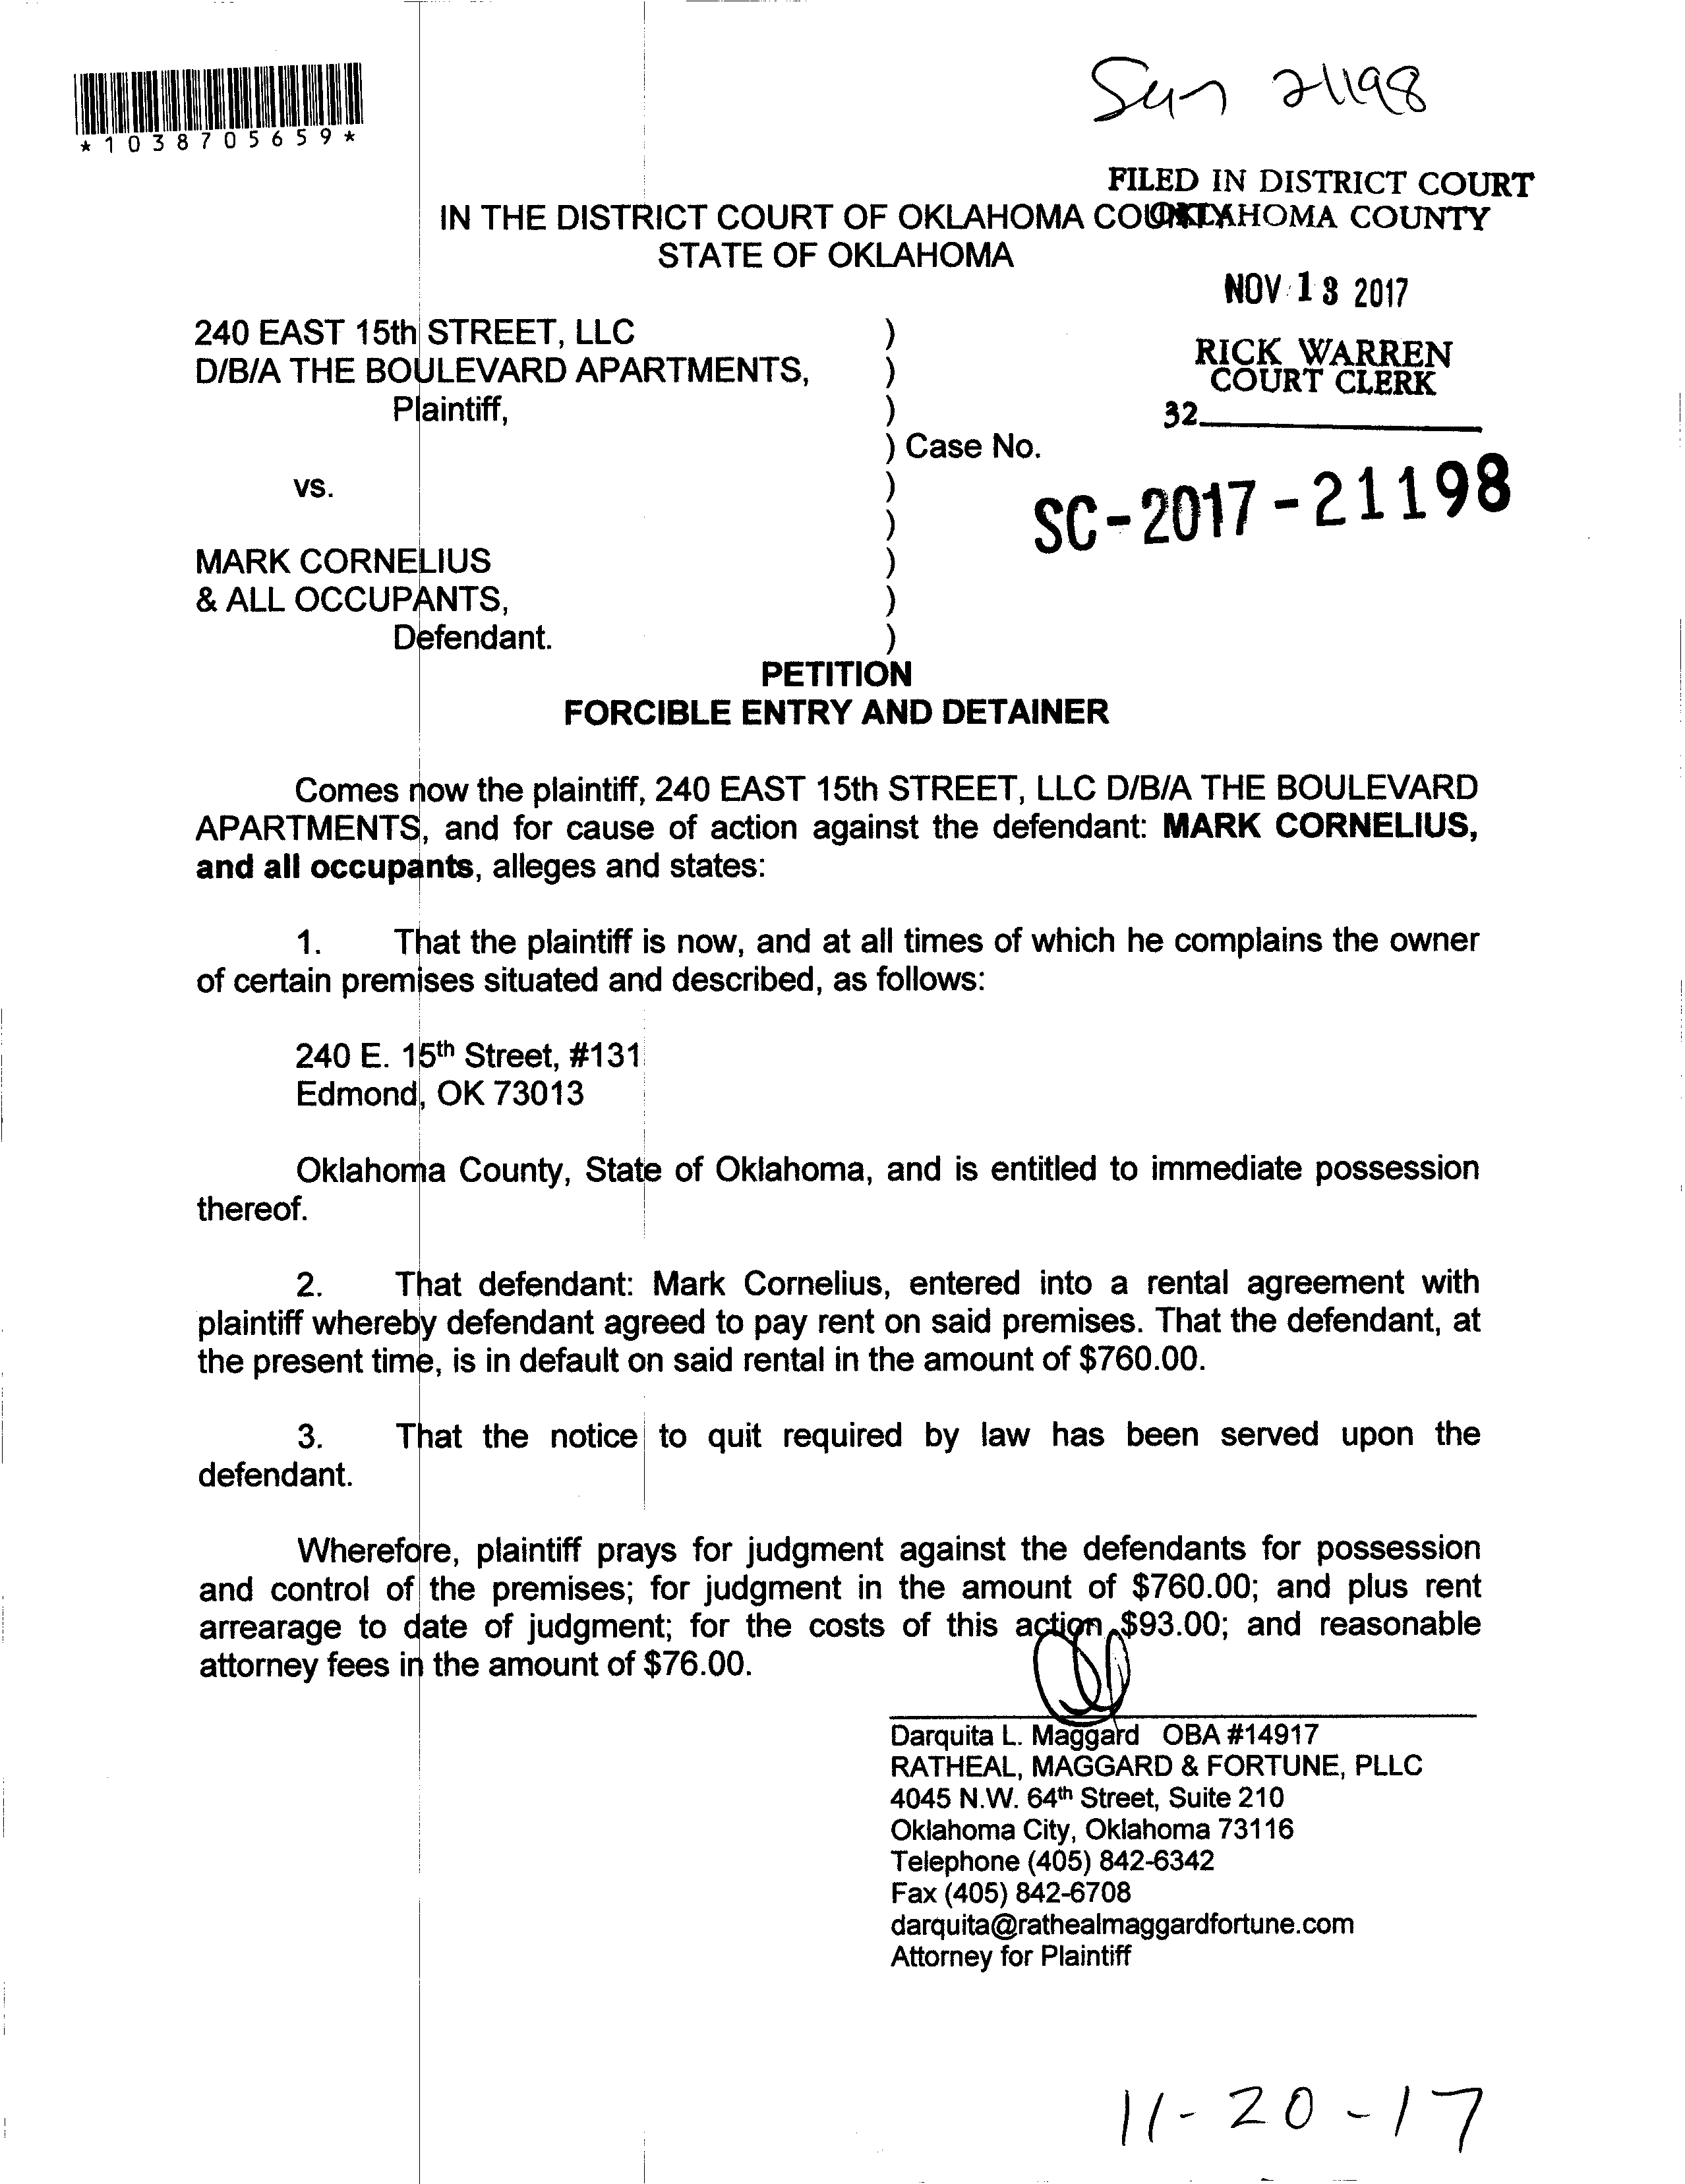 *1038705659*
21198
FILED IN DISTRICT COURT
OKLAHOMA COUNTY
IN THE DISTRICT COURT OF OKLAHOMA COUNTY
STATE OF OKLAHOMA
NOV 13 2017
240 EAST 15th STREET, LLC )
D/B/A THE BOULEVARD APARTMENTS, )
RICK WARREN
COURT CLERK
Plaintiff, )
32
) Case No.
vs. )
SC-2017-21198
)
MARK CORNELIUS )
& ALL OCCUPANTS, )
Defendant. )
PETITION
FORCIBLE ENTRY AND DETAINER
Comes now the plaintiff, 240 EAST 15th STREET, LLC D/B/A THE BOULEVARD
APARTMENTS, and for cause of action against the defendant: MARK CORNELIUS,
and all occupants, alleges and states:
1. That the plaintiff is now, and at all times of which he complains the owner
of certain premises situated and described, as follows:
240 E. 15th Street, #131
Edmond, OK 73013
Oklahoma County, State of Oklahoma, and is entitled to immediate possession
thereof.
2. That defendant: Mark Cornelius, entered into a rental agreement with
plaintiff whereby defendant agreed to pay rent on said premises. That the defendant, at
the present time, is in default on said rental in the amount of $760.00.
3. That the notice to quit required by law has been served upon the
defendant.
Wherefore, plaintiff prays for judgment against the defendants for possession
and control of the premises; for judgment in the amount of $760.00; and plus rent
arrearage to date of judgment; for the costs of this action $93.00; and reasonable
attorney fees in the amount of $76.00.
Darquita L. Maggard OBA #14917
RATHEAL, MAGGARD & FORTUNE, PLLC
4045 N.W. 64th Street, Suite 210
Oklahoma City, Oklahoma 73116
Telephone (405) 842-6342
Fax (405) 842-6708
darquita@rathealmaggardfortune.com
Attorney for Plaintiff
11-20-17